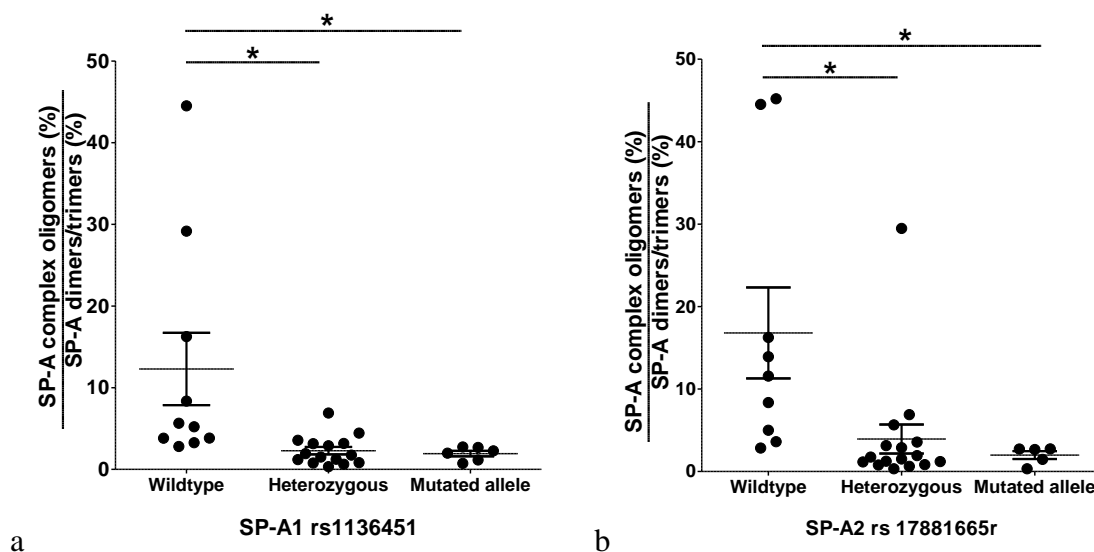 *
*
50
40
30
20
10
0
SP-A complex oligomers (%)
SP-A dimers/trimers (%)
Wildtype Heterozygous Mutated allele
SP-A1 rs1136451
a
*
*
50
40
30
20
10
0
SP-A complex oligomers (%)
SP-A dimers/trimers (%)
Wildtype Heterozygous Mutated allele
SP-A2 rs 17881665r
b